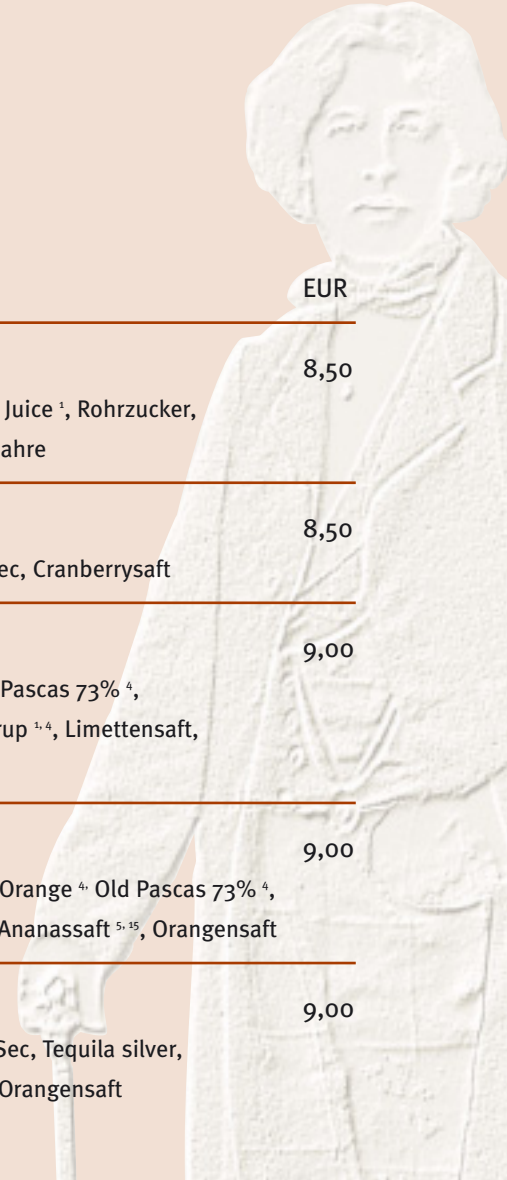 EUR
8,50
Juice ¹, Rohrzucker,
ahre
8,50
ec, Cranberrysaft
9,00
Pascas 73% ⁴,
rup ¹,⁴, Limettensaft,
9,00
Orange ⁴, Old Pascas 73% ⁴,
Ananassaft ⁵,¹⁵, Orangensaft
9,00
Sec, Tequila silver,
Orangensaft